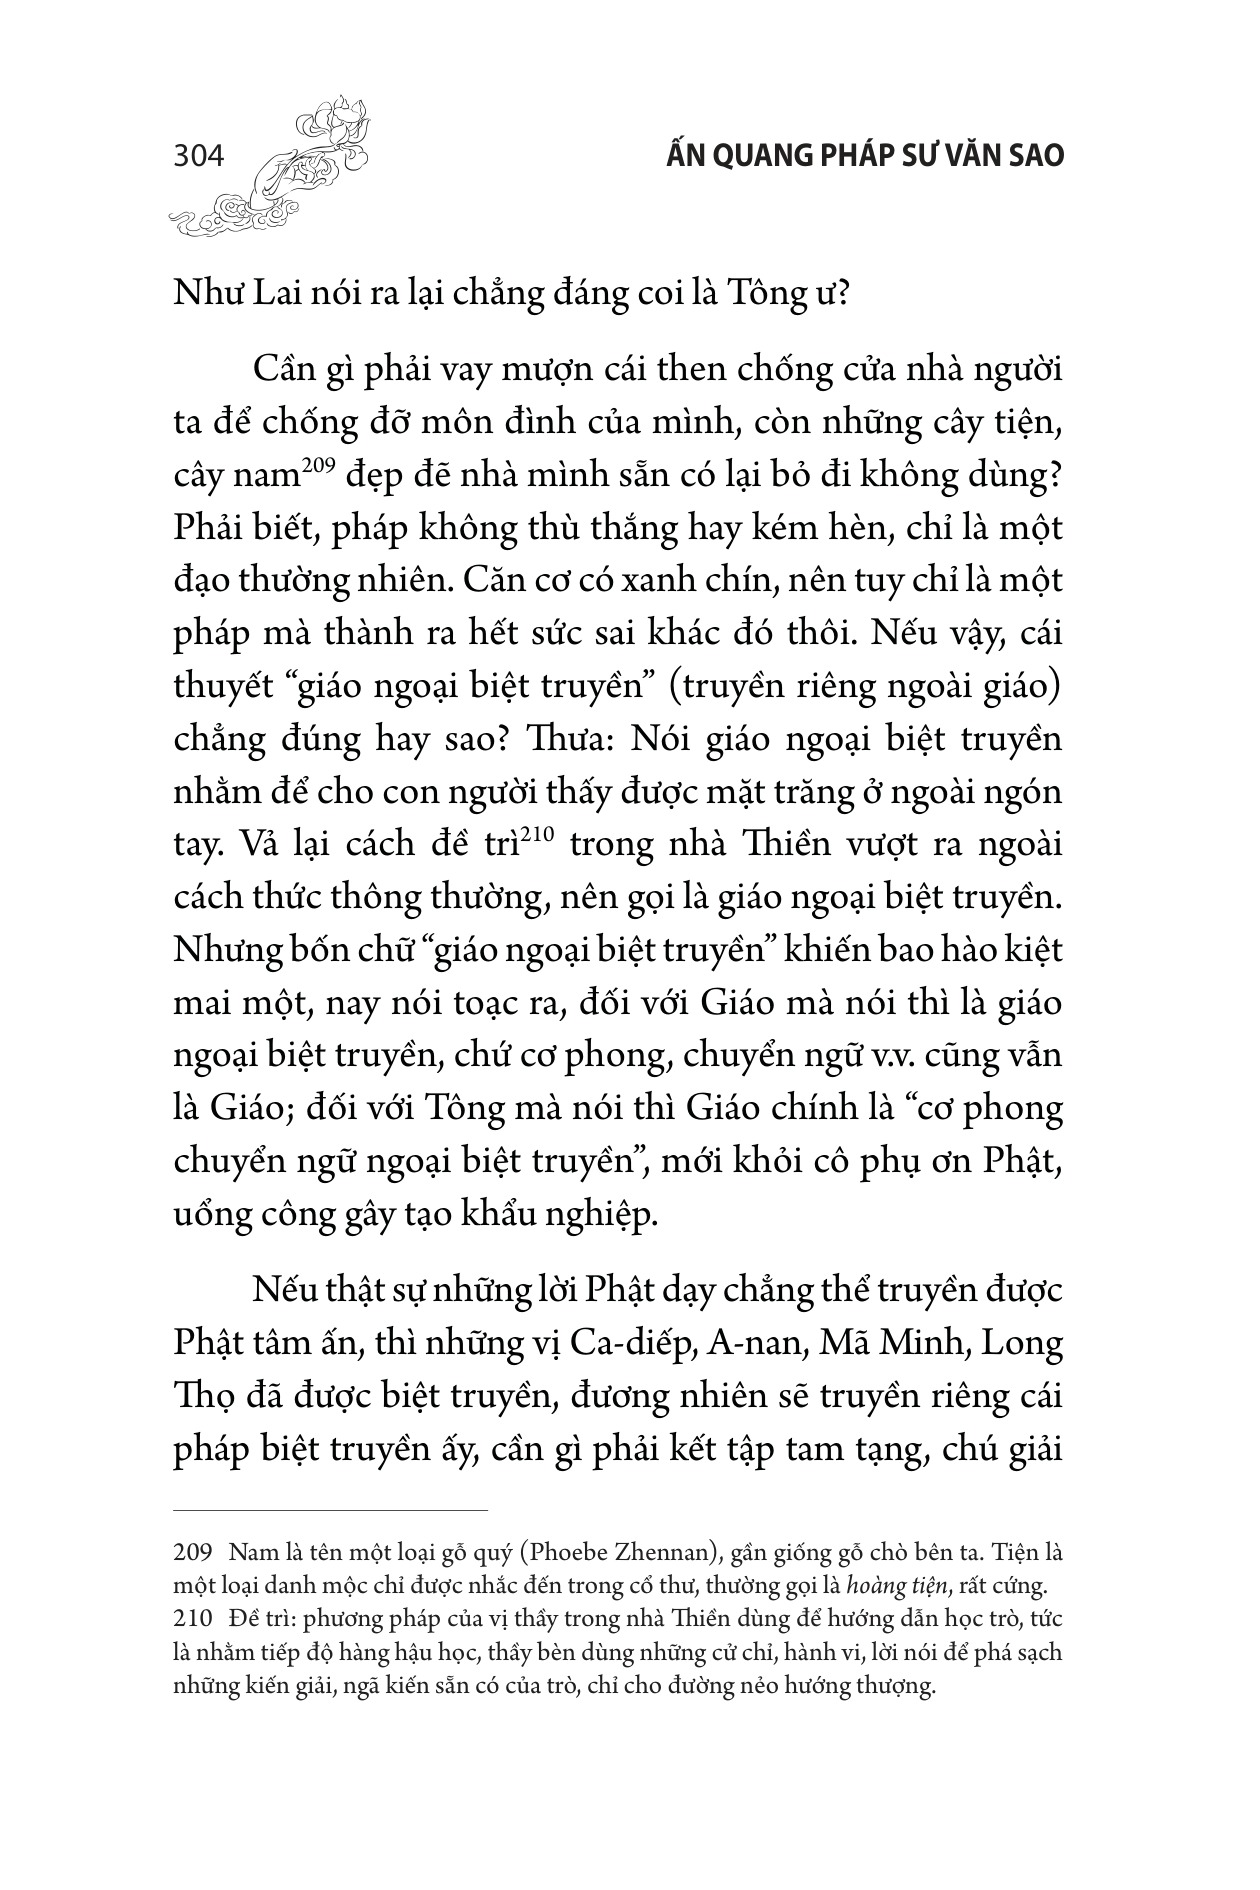 304
ẤN QUANG PHÁP SƯ VĂN SAO
Như Lai nói ra lại chẳng đáng coi là Tông ư?
Cần gì phải vay mượn cái then chống cửa nhà người
ta để chống đỡ môn đình của mình, còn những cây tiện,
cây nam209 đẹp đẽ nhà mình sẵn có lại bỏ đi không dùng?
Phải biết, pháp không thù thắng hay kém hèn, chỉ là một
đạo thường nhiên. Căn cơ có xanh chín, nên tuy chỉ là một
pháp mà thành ra hết sức sai khác đó thôi. Nếu vậy, cái
thuyết “giáo ngoại biệt truyền” (truyền riêng ngoài giáo)
chẳng đúng hay sao? Thưa: Nói giáo ngoại biệt truyền
nhằm để cho con người thấy được mặt trăng ở ngoài ngón
tay. Vả lại cách đề trì210 trong nhà Thiền vượt ra ngoài
cách thức thông thường, nên gọi là giáo ngoại biệt truyền.
Nhưng bốn chữ “giáo ngoại biệt truyền” khiến bao hào kiệt
mai một, nay nói toạc ra, đối với Giáo mà nói thì là giáo
ngoại biệt truyền, chứ cơ phong, chuyển ngữ v.v. cũng vẫn
là Giáo; đối với Tông mà nói thì Giáo chính là “cơ phong
chuyển ngữ ngoại biệt truyền”, mới khỏi cô phụ ơn Phật,
uổng công gây tạo khẩu nghiệp.
Nếu thật sự những lời Phật dạy chẳng thể truyền được
Phật tâm ấn, thì những vị Ca-diếp, A-nan, Mã Minh, Long
Thọ đã được biệt truyền, đương nhiên sẽ truyền riêng cái
pháp biệt truyền ấy, cần gì phải kết tập tam tạng, chú giải
209 Nam là tên một loại gỗ quý (Phoebe Zhennan), gần giống gỗ chò bên ta. Tiện là
một loại danh mộc chỉ được nhắc đến trong cổ thư, thường gọi là hoàng tiện, rất cứng.
210 Đề trì: phương pháp của vị thầy trong nhà Thiền dùng để hướng dẫn học trò, tức
là nhằm tiếp độ hàng hậu học, thầy bèn dùng những cử chỉ, hành vi, lời nói để phá sạch
những kiến giải, ngã kiến sẵn có của trò, chỉ cho đường nẻo hướng thượng.